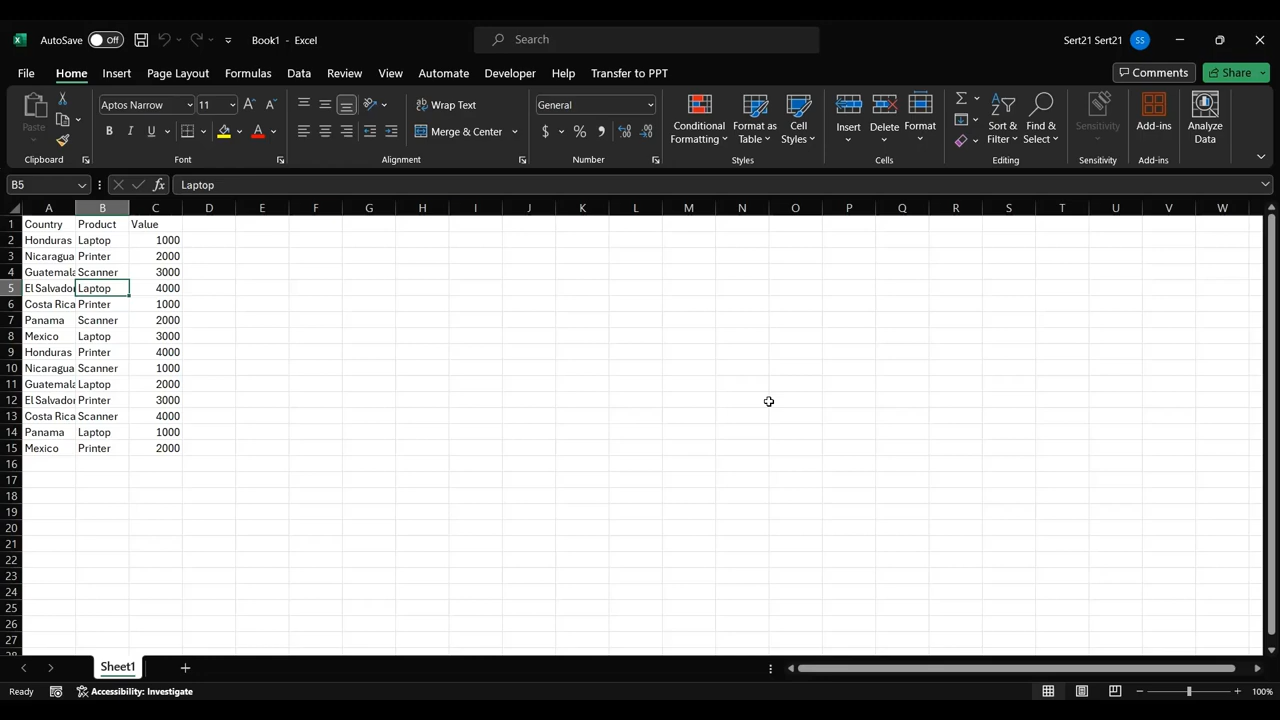 AutoSave Off Book1 - Excel Search Sert21 Sert21 SS
File Home Insert Page Layout Formulas Data Review View Automate Developer Help Transfer to PPT Comments Share
Paste Aptos Narrow 11 Wrap Text General Conditional Formatting Format as Table Cell Styles Insert Delete Format Sort & Filter Find & Select Sensitivity Add-ins Analyze Data
B I U A Merge & Center $ % ,
Clipboard Font Alignment Number Styles Cells Editing Sensitivity Add-ins
B5 fx Laptop
A B C D E F G H I J K L M N O P Q R S T U V W
1 Country Product Value
2 Honduras Laptop 1000
3 Nicaragua Printer 2000
4 Guatemala Scanner 3000
5 El Salvador Laptop 4000
6 Costa Rica Printer 1000
7 Panama Scanner 2000
8 Mexico Laptop 3000
9 Honduras Printer 4000
10 Nicaragua Scanner 1000
11 Guatemala Laptop 2000
12 El Salvador Printer 3000
13 Costa Rica Scanner 4000
14 Panama Laptop 1000
15 Mexico Printer 2000
16
17
18
19
20
21
22
23
24
25
26
27
28
Sheet1
Ready Accessibility: Investigate 100%